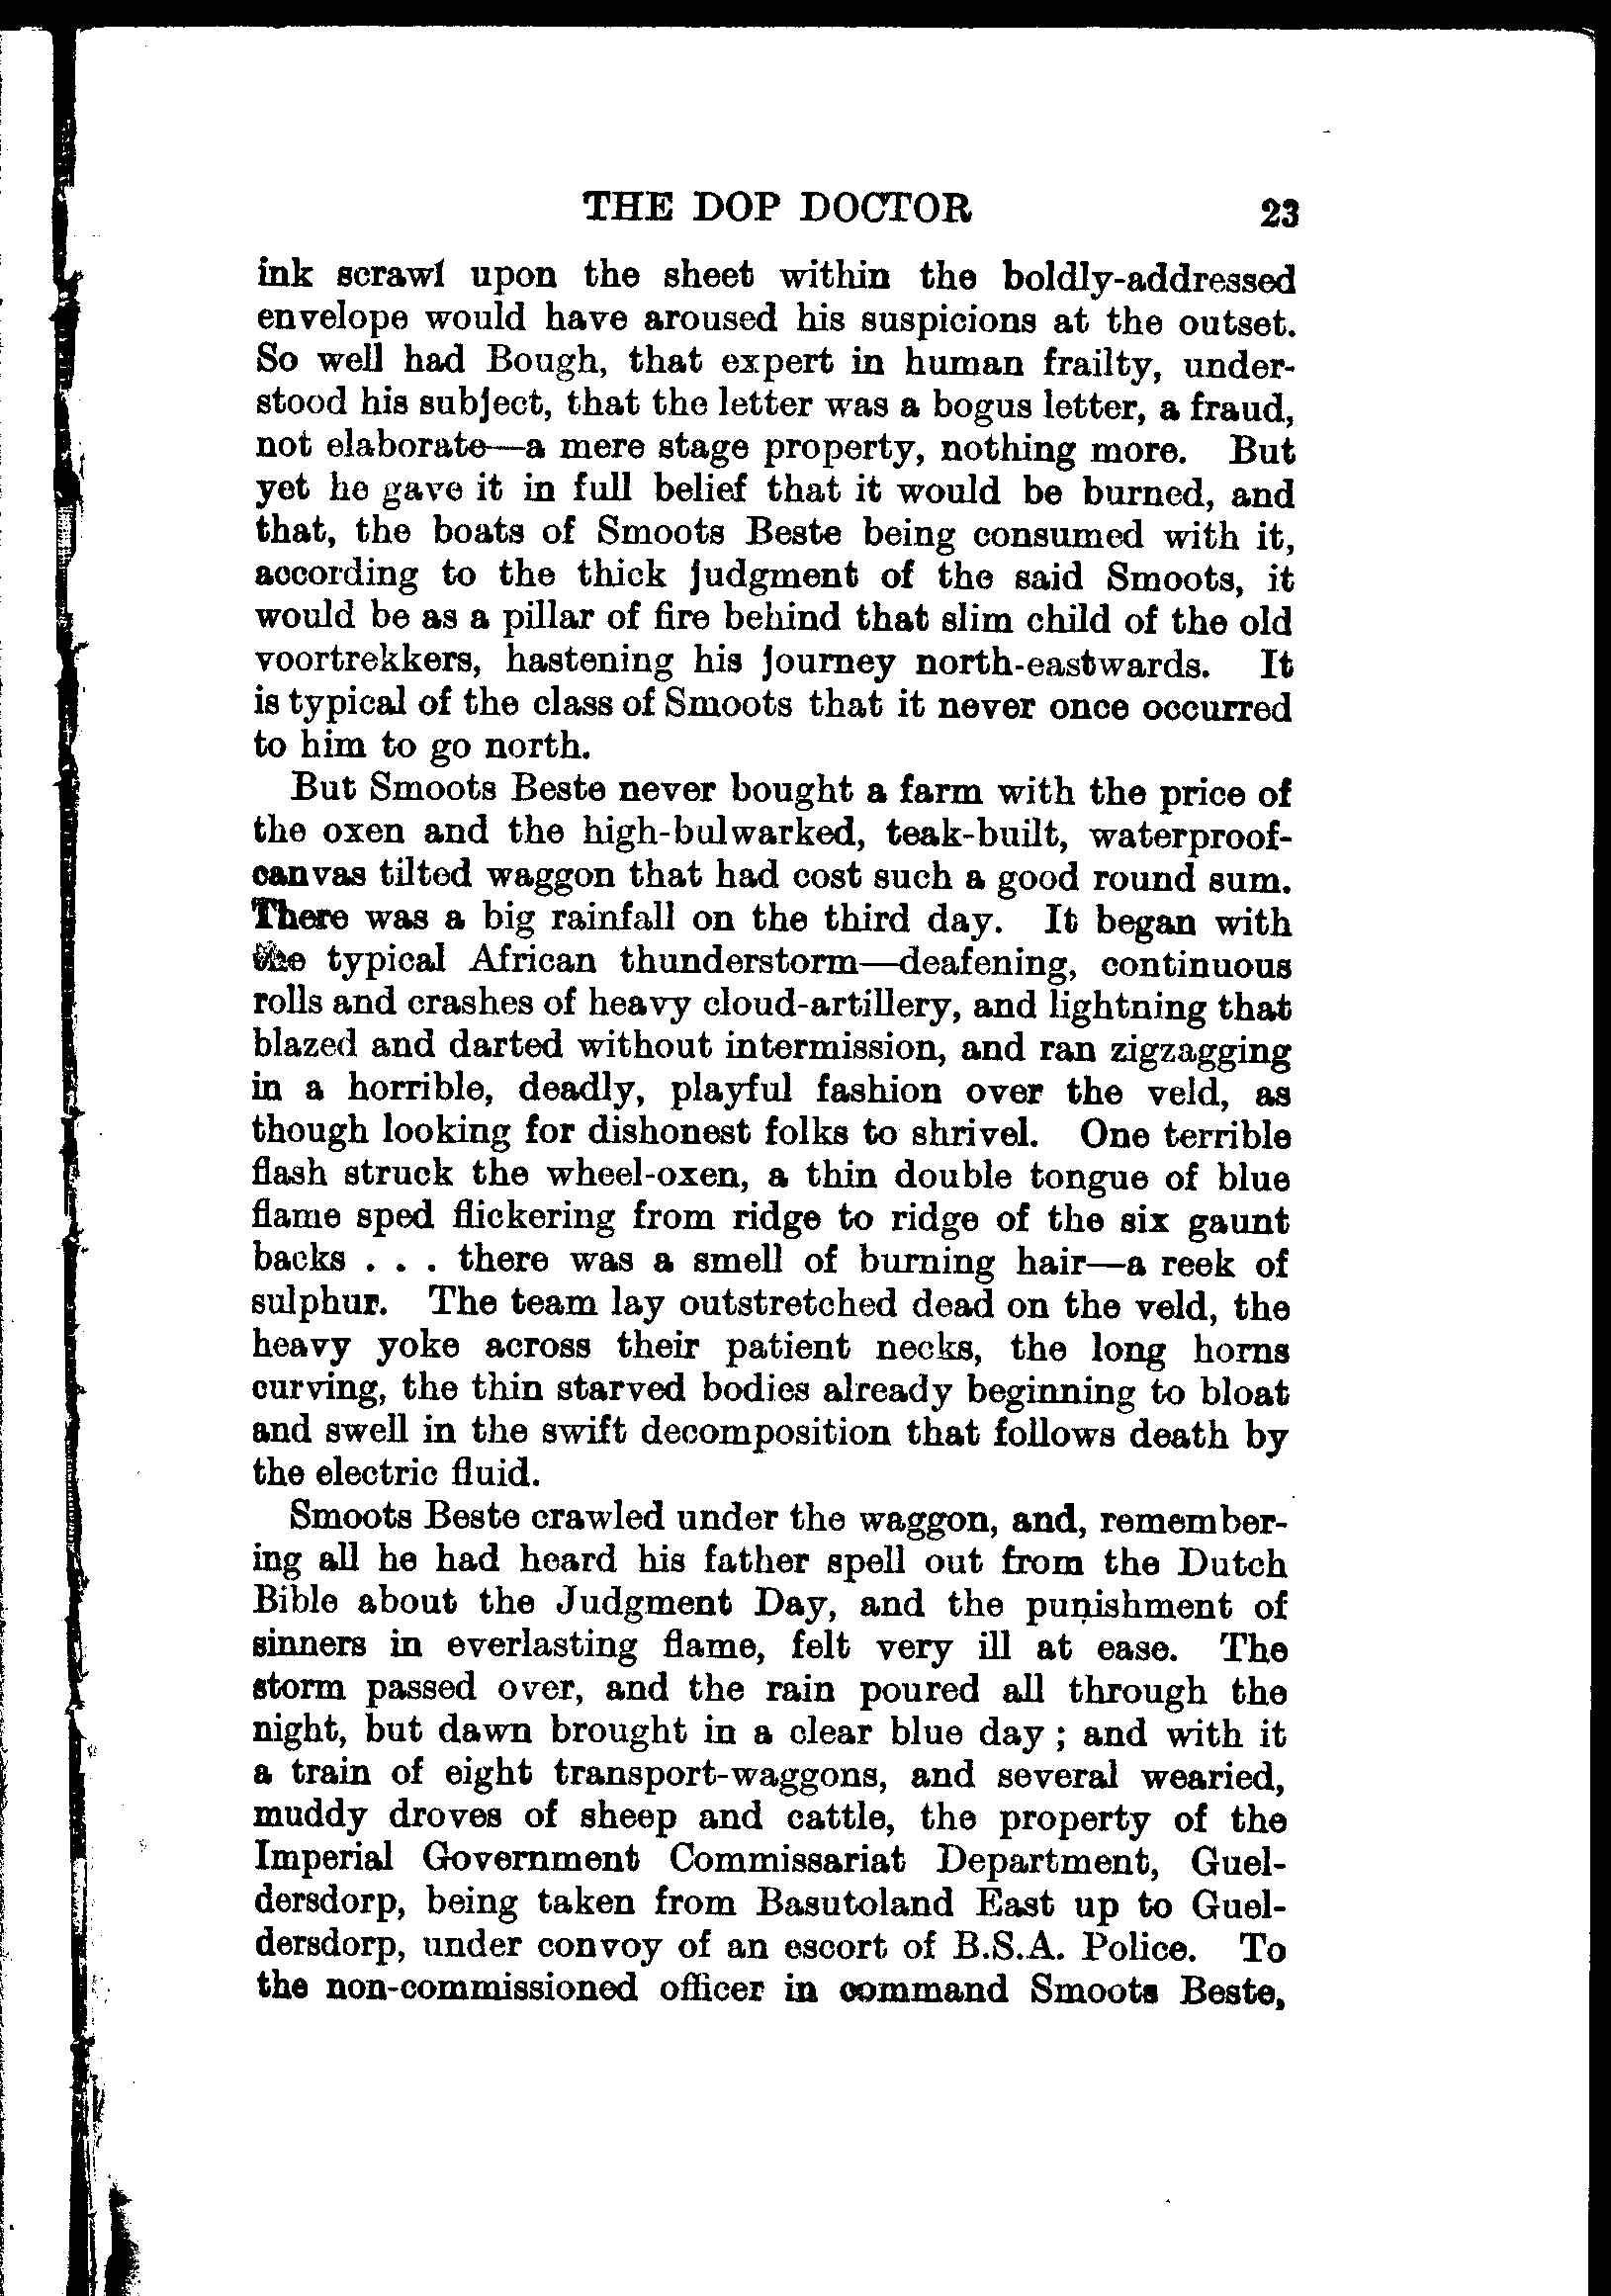 THE DOP DOCTOR 23
ink scrawl upon the sheet within the boldly-addressed
envelope would have aroused his suspicions at the outset.
So well had Bough, that expert in human frailty, under-
stood his subject, that the letter was a bogus letter, a fraud,
not elaborate—a mere stage property, nothing more. But
yet he gave it in full belief that it would be burned, and
that, the boats of Smoots Beste being consumed with it,
according to the thick judgment of the said Smoots, it
would be as a pillar of fire behind that slim child of the old
voortrekkers, hastening his journey north-eastwards. It
is typical of the class of Smoots that it never once occurred
to him to go north.
But Smoots Beste never bought a farm with the price of
the oxen and the high-bulwarked, teak-built, waterproof-
canvas tilted waggon that had cost such a good round sum.
There was a big rainfall on the third day. It began with
the typical African thunderstorm—deafening, continuous
rolls and crashes of heavy cloud-artillery, and lightning that
blazed and darted without intermission, and ran zigzagging
in a horrible, deadly, playful fashion over the veld, as
though looking for dishonest folks to shrivel. One terrible
flash struck the wheel-oxen, a thin double tongue of blue
flame sped flickering from ridge to ridge of the six gaunt
backs . . . there was a smell of burning hair—a reek of
sulphur. The team lay outstretched dead on the veld, the
heavy yoke across their patient necks, the long horns
curving, the thin starved bodies already beginning to bloat
and swell in the swift decomposition that follows death by
the electric fluid.
Smoots Beste crawled under the waggon, and, remember-
ing all he had heard his father spell out from the Dutch
Bible about the Judgment Day, and the punishment of
sinners in everlasting flame, felt very ill at ease. The
storm passed over, and the rain poured all through the
night, but dawn brought in a clear blue day ; and with it
a train of eight transport-waggons, and several wearied,
muddy droves of sheep and cattle, the property of the
Imperial Government Commissariat Department, Guel-
dersdorp, being taken from Basutoland East up to Guel-
dersdorp, under convoy of an escort of B.S.A. Police. To
the non-commissioned officer in command Smoots Beste,